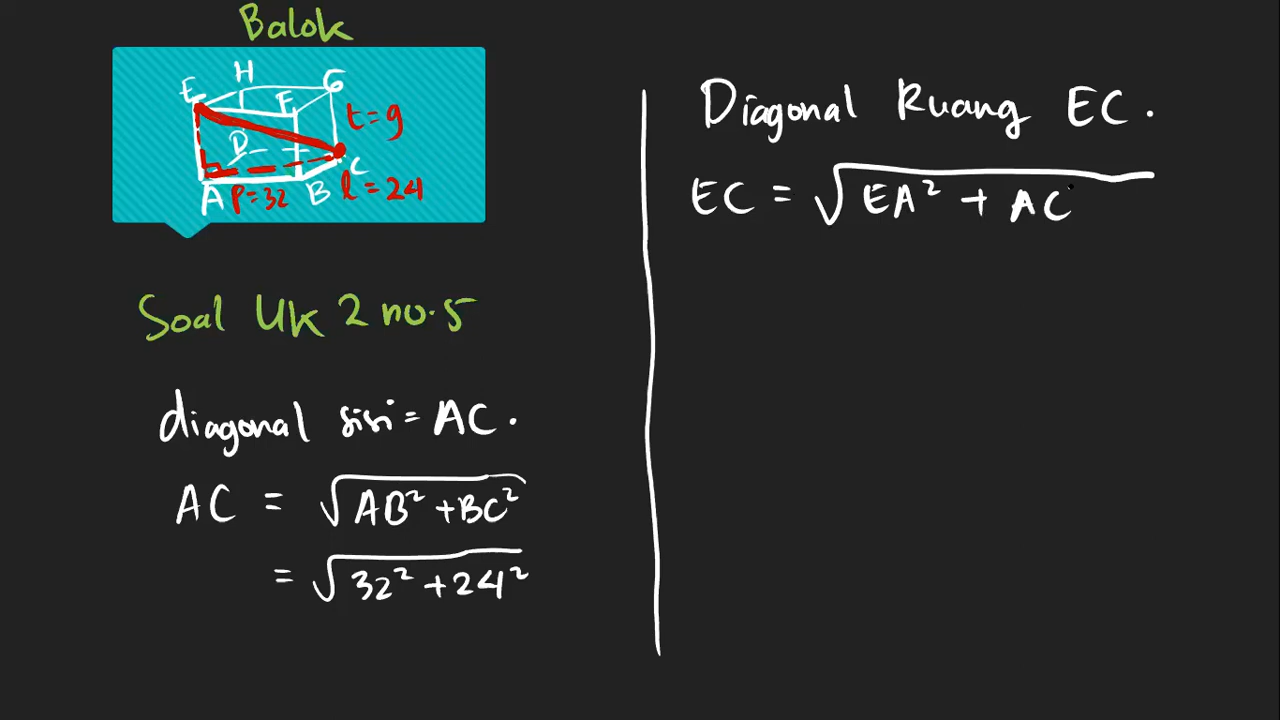 Balok
H G
E F
t = 9
D
C
A p=32 B l = 24
Soal Uk 2 no.5
diagonal sisi = AC.
AC = √AB² + BC²
= √32² + 24²
Diagonal Ruang EC.
EC = √EA² + AC